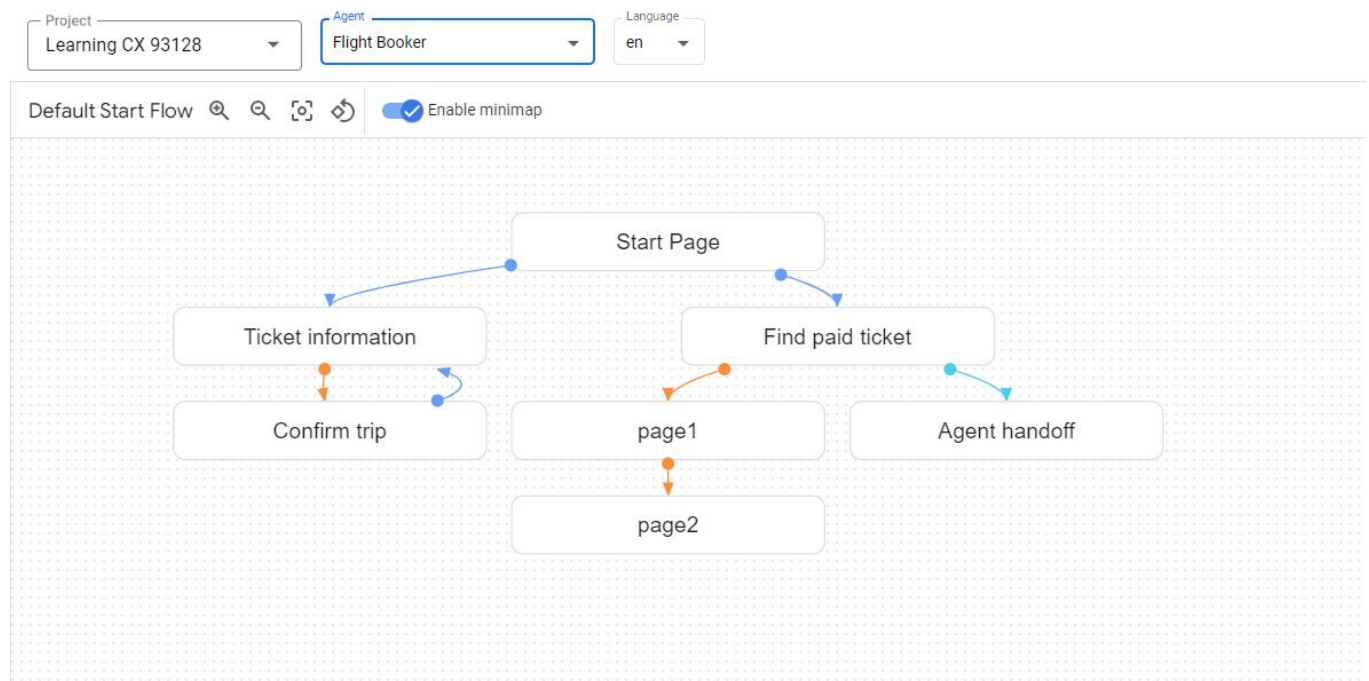 Project
Agent
Language
Learning CX 93128
Flight Booker
en
Default Start Flow
Enable minimap
Start Page
Ticket information
Find paid ticket
Confirm trip
page1
Agent handoff
page2